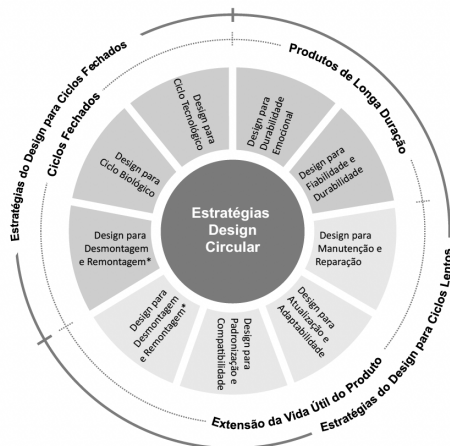 Estratégias do Design para Ciclos Fechados
Ciclos Fechados
Produtos de Longa Duração
Estratégias do Design para Ciclos Lentos
Extensão da Vida Útil do Produto
Estratégias
Design
Circular
Design para
Durabilidade
Emocional
Design para
Fiabilidade e
Durabilidade
Design para
Manutenção e
Reparação
Design para
Atualização e
Adaptabilidade
Design para
Padronização e
Compatibilidade
Design para
Desmontagem
e Remontagem*
Design para
Desmontagem
e Remontagem*
Design para
Ciclo Biológico
Design para
Ciclo Tecnológico